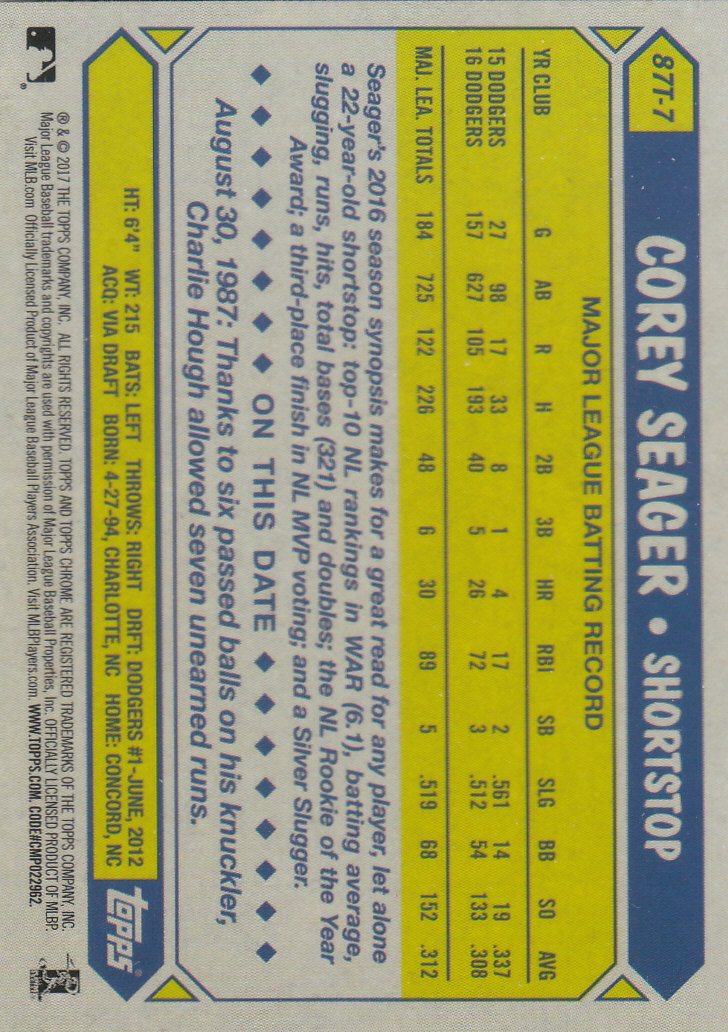 87T-7 COREY SEAGER • SHORTSTOP
MAJOR LEAGUE BATTING RECORD
YR CLUB G AB R H 2B 3B HR RBI SB SLG BB SO AVG
15 DODGERS 27 98 17 33 8 1 4 17 2 .561 14 19 .337
16 DODGERS 157 627 105 193 40 5 26 72 3 .512 54 133 .308
MAJ. LEA. TOTALS 184 725 122 226 48 6 30 89 5 .519 68 152 .312
Seager's 2016 season synopsis makes for a great read for any player, let alone
a 22-year-old shortstop: top-10 NL rankings in WAR (6.1), batting average,
slugging, runs, hits, total bases (321) and doubles; the NL Rookie of the Year
Award; a third-place finish in NL MVP voting; and a Silver Slugger.
◆ ◆ ◆ ◆ ◆ ◆ ◆ ◆ ON THIS DATE ◆ ◆ ◆ ◆ ◆ ◆ ◆ ◆
August 30, 1987: Thanks to six passed balls on his knuckler,
Charlie Hough allowed seven unearned runs.
HT: 6'4" WT: 215 BATS: LEFT THROWS: RIGHT DRFT: DODGERS #1-JUNE, 2012
ACQ: VIA DRAFT BORN: 4-27-94, CHARLOTTE, NC HOME: CONCORD, NC
topps®
® & © 2017 THE TOPPS COMPANY, INC. ALL RIGHTS RESERVED. TOPPS AND TOPPS CHROME ARE REGISTERED TRADEMARKS OF THE TOPPS COMPANY, INC.
Major League Baseball trademarks and copyrights are used with permission of Major League Baseball Properties, Inc. OFFICIALLY LICENSED PRODUCT OF MLBP.
Visit MLB.com Officially Licensed Product of Major League Baseball Players Association. Visit MLBPlayers.com. WWW.TOPPS.COM. CODE#CMPD22962.